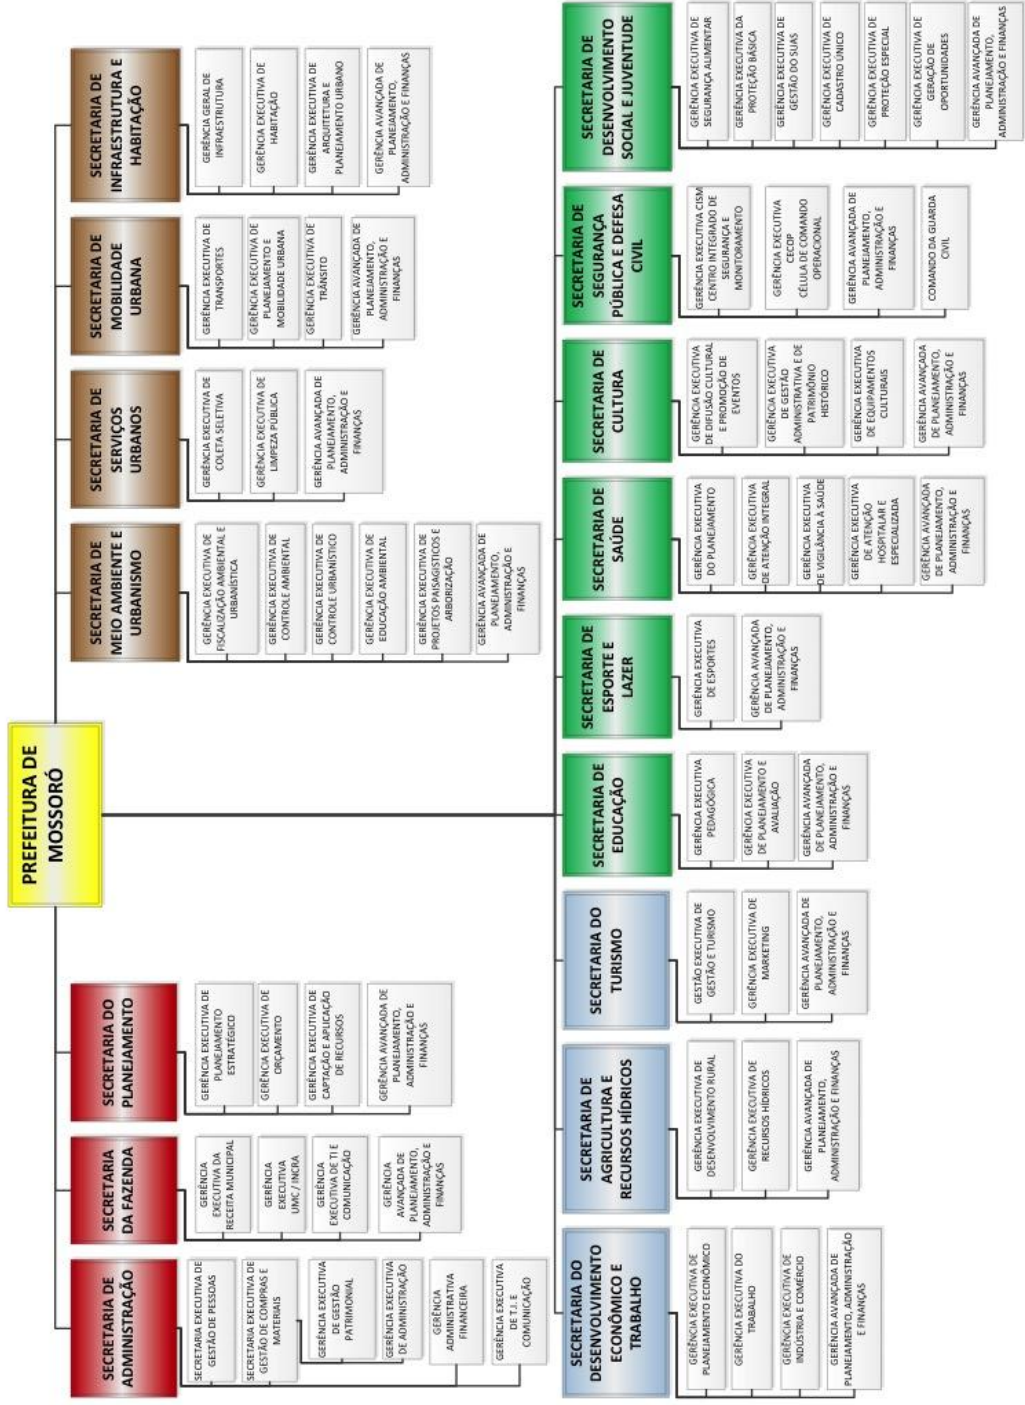 PREFEITURA DE
MOSSORÓ
SECRETARIA DE
ADMINISTRAÇÃO
SECRETARIA EXECUTIVA DE
GESTÃO DE PESSOAS
SECRETARIA EXECUTIVA DE
GESTÃO DE COMPRAS E
MATERIAIS
GERÊNCIA EXECUTIVA
DE GESTÃO
PATRIMONIAL
GERÊNCIA EXECUTIVA
DE ADMINISTRAÇÃO
GERÊNCIA
ADMINISTRATIVA
FINANCEIRA
GERÊNCIA EXECUTIVA
DE T.I. E
COMUNICAÇÃO
SECRETARIA
DA FAZENDA
GERÊNCIA
EXECUTIVA DA
RECEITA MUNICIPAL
GERÊNCIA
EXECUTIVA
UMC / INCRA
GERÊNCIA
EXECUTIVA DE TI E
COMUNICAÇÃO
GERÊNCIA
AVANÇADA DE
PLANEJAMENTO,
ADMINISTRAÇÃO E
FINANÇAS
SECRETARIA DO
PLANEJAMENTO
GERÊNCIA EXECUTIVA DE
PLANEJAMENTO
ESTRATÉGICO
GERÊNCIA EXECUTIVA DE
ORÇAMENTO
GERÊNCIA EXECUTIVA DE
CAPTAÇÃO E APLICAÇÃO
DE RECURSOS
GERÊNCIA AVANÇADA DE
PLANEJAMENTO,
ADMINISTRAÇÃO E
FINANÇAS
SECRETARIA DE
MEIO AMBIENTE E
URBANISMO
GERÊNCIA EXECUTIVA DE
FISCALIZAÇÃO AMBIENTAL E
URBANÍSTICA
GERÊNCIA EXECUTIVA DE
CONTROLE AMBIENTAL
GERÊNCIA EXECUTIVA DE
CONTROLE URBANÍSTICO
GERÊNCIA EXECUTIVA DE
EDUCAÇÃO AMBIENTAL
GERÊNCIA EXECUTIVA DE
PROJETOS PAISAGISTICOS E
ARBORIZAÇÃO
GERÊNCIA AVANÇADA DE
PLANEJAMENTO,
ADMINISTRAÇÃO E
FINANÇAS
SECRETARIA DE
SERVIÇOS
URBANOS
GERÊNCIA EXECUTIVA DE
COLETA SELETIVA
GERÊNCIA EXECUTIVA DE
LIMPEZA PÚBLICA
GERÊNCIA AVANÇADA DE
PLANEJAMENTO,
ADMINISTRAÇÃO E
FINANÇAS
SECRETARIA DE
MOBILIDADE
URBANA
GERÊNCIA EXECUTIVA DE
TRANSPORTES
GERÊNCIA EXECUTIVA DE
PLANEJAMENTO E
MOBILIDADE URBANA
GERÊNCIA EXECUTIVA DE
TRÂNSITO
GERÊNCIA AVANÇADA DE
PLANEJAMENTO,
ADMINISTRAÇÃO E
FINANÇAS
SECRETARIA DE
INFRAESTRUTURA E
HABITAÇÃO
GERÊNCIA GERAL DE
INFRAESTRUTURA
GERÊNCIA EXECUTIVA DE
HABITAÇÃO
GERÊNCIA EXECUTIVA DE
ARQUITETURA E
PLANEJAMENTO URBANO
GERÊNCIA AVANÇADA DE
PLANEJAMENTO,
ADMINISTRAÇÃO E FINANÇAS
SECRETARIA DO
DESENVOLVIMENTO
ECONÔMICO E
TRABALHO
GERÊNCIA EXECUTIVA DE
PLANEJAMENTO ECONÔMICO
GERÊNCIA EXECUTIVA DO
TRABALHO
GERÊNCIA EXECUTIVA DE
INDÚSTRIA E COMÉRCIO
GERÊNCIA AVANÇADA DE
PLANEJAMENTO, ADMINISTRAÇÃO
E FINANÇAS
SECRETARIA DE
AGRICULTURA E
RECURSOS HÍDRICOS
GERÊNCIA EXECUTIVA DE
DESENVOLVIMENTO RURAL
GERÊNCIA EXECUTIVA DE
RECURSOS HÍDRICOS
GERÊNCIA AVANÇADA DE
PLANEJAMENTO,
ADMINISTRAÇÃO E FINANÇAS
SECRETARIA DO
TURISMO
GESTÃO EXECUTIVA DE
GESTÃO E TURISMO
GERÊNCIA EXECUTIVA DE
MARKETING
GERÊNCIA AVANÇADA DE
PLANEJAMENTO,
ADMINISTRAÇÃO E
FINANÇAS
SECRETARIA DE
EDUCAÇÃO
GERÊNCIA EXECUTIVA
PEDAGÓGICA
GERÊNCIA EXECUTIVA
DE PLANEJAMENTO E
AVALIAÇÃO
GERÊNCIA AVANÇADA
DE PLANEJAMENTO,
ADMINISTRAÇÃO E
FINANÇAS
SECRETARIA DE
ESPORTE E
LAZER
GERÊNCIA EXECUTIVA
DE ESPORTES
GERÊNCIA AVANÇADA
DE PLANEJAMENTO,
ADMINISTRAÇÃO E
FINANÇAS
SECRETARIA DE
SAÚDE
GERÊNCIA EXECUTIVA
DO PLANEJAMENTO
GERÊNCIA EXECUTIVA
DE ATENÇÃO INTEGRAL
GERÊNCIA EXECUTIVA
DE VIGILÂNCIA À SAÚDE
GERÊNCIA EXECUTIVA
DE ATENÇÃO
HOSPITALAR E
ESPECIALIZADA
GERÊNCIA AVANÇADA
DE PLANEJAMENTO,
ADMINISTRAÇÃO E
FINANÇAS
SECRETARIA DE
CULTURA
GERÊNCIA EXECUTIVA
DE DIFUSÃO CULTURAL
E PROMOÇÃO DE
EVENTOS
GERÊNCIA EXECUTIVA
DE GESTÃO
ADMINISTRATIVA E DE
PATRIMÔNIO
HISTÓRICO
GERÊNCIA EXECUTIVA
DE EQUIPAMENTOS
CULTURAIS
GERÊNCIA AVANÇADA
DE PLANEJAMENTO,
ADMINISTRAÇÃO E
FINANÇAS
SECRETARIA DE
SEGURANÇA
PÚBLICA E DEFESA
CIVIL
GERÊNCIA EXECUTIVA CISM
CENTRO INTEGRADO DE
SEGURANÇA E
MONITORAMENTO
GERÊNCIA EXECUTIVA
CECOP
CÉLULA DE COMANDO
OPERACIONAL
GERÊNCIA AVANÇADA DE
PLANEJAMENTO,
ADMINISTRAÇÃO E
FINANÇAS
COMANDO DA GUARDA
CIVIL
SECRETARIA DE
DESENVOLVIMENTO
SOCIAL E JUVENTUDE
GERÊNCIA EXECUTIVA DE
SEGURANÇA ALIMENTAR
GERÊNCIA EXECUTIVA DA
PROTEÇÃO BÁSICA
GERÊNCIA EXECUTIVA DE
GESTÃO DO SUAS
GERÊNCIA EXECUTIVA DE
CADASTRO ÚNICO
GERÊNCIA EXECUTIVA DE
PROTEÇÃO ESPECIAL
GERÊNCIA EXECUTIVA DE
GERAÇÃO DE
OPORTUNIDADES
GERÊNCIA AVANÇADA DE
PLANEJAMENTO,
ADMINISTRAÇÃO E FINANÇAS